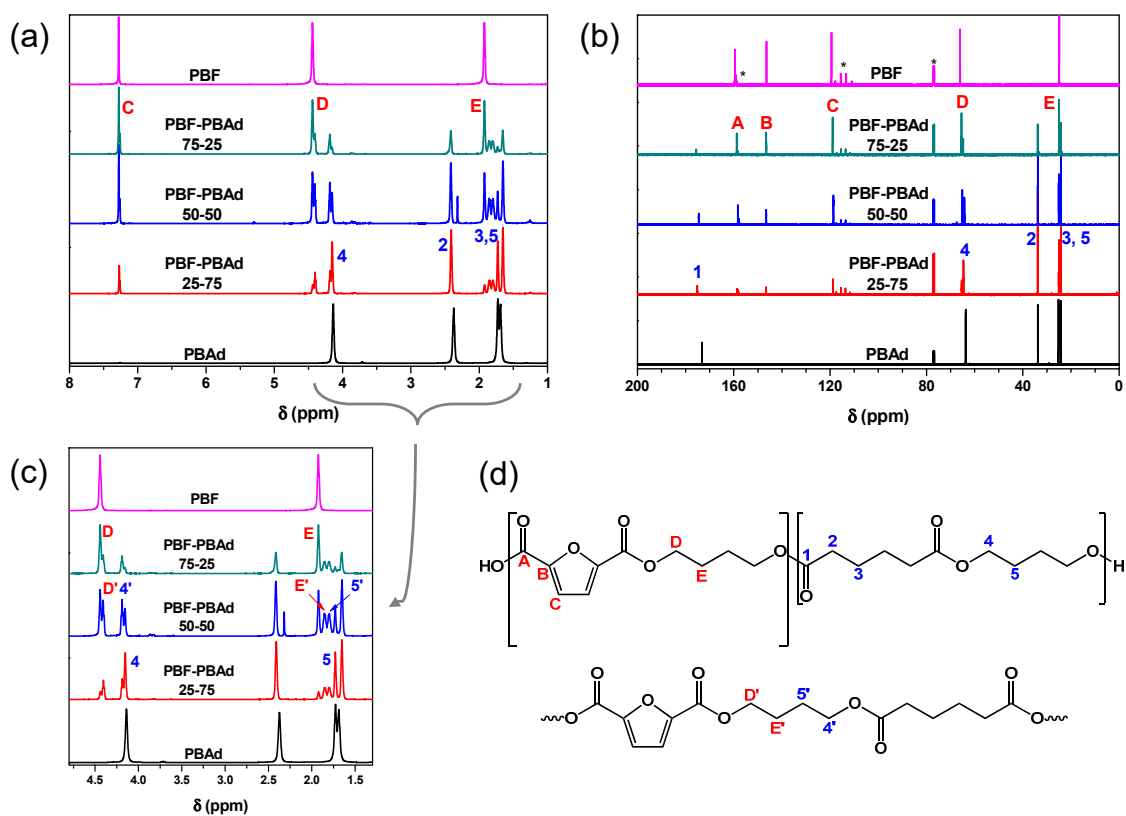 (a)
PBF
C
D
E
PBF-PBAd
75-25
PBF-PBAd
50-50
4
2
3,5
PBF-PBAd
25-75
PBAd
8
7
6
5
4
3
2
1
δ (ppm)
(b)
*
*
*
PBF
A
B
C
D
E
PBF-PBAd
75-25
PBF-PBAd
50-50
1
4
2
3, 5
PBF-PBAd
25-75
PBAd
200
160
120
80
40
0
δ (ppm)
(c)
PBF
D
E
PBF-PBAd
75-25
D'
4'
E'
5'
PBF-PBAd
50-50
4
5
PBF-PBAd
25-75
PBAd
4.5
4.0
3.5
3.0
2.5
2.0
1.5
δ (ppm)
(d)
O
O
O
D
O
2
O
4
HO
A
B
O
E
O
1
3
O
5
O
H
C
O
O
O
O
D'
5'
O
O
O
O
E'
4'
O
O